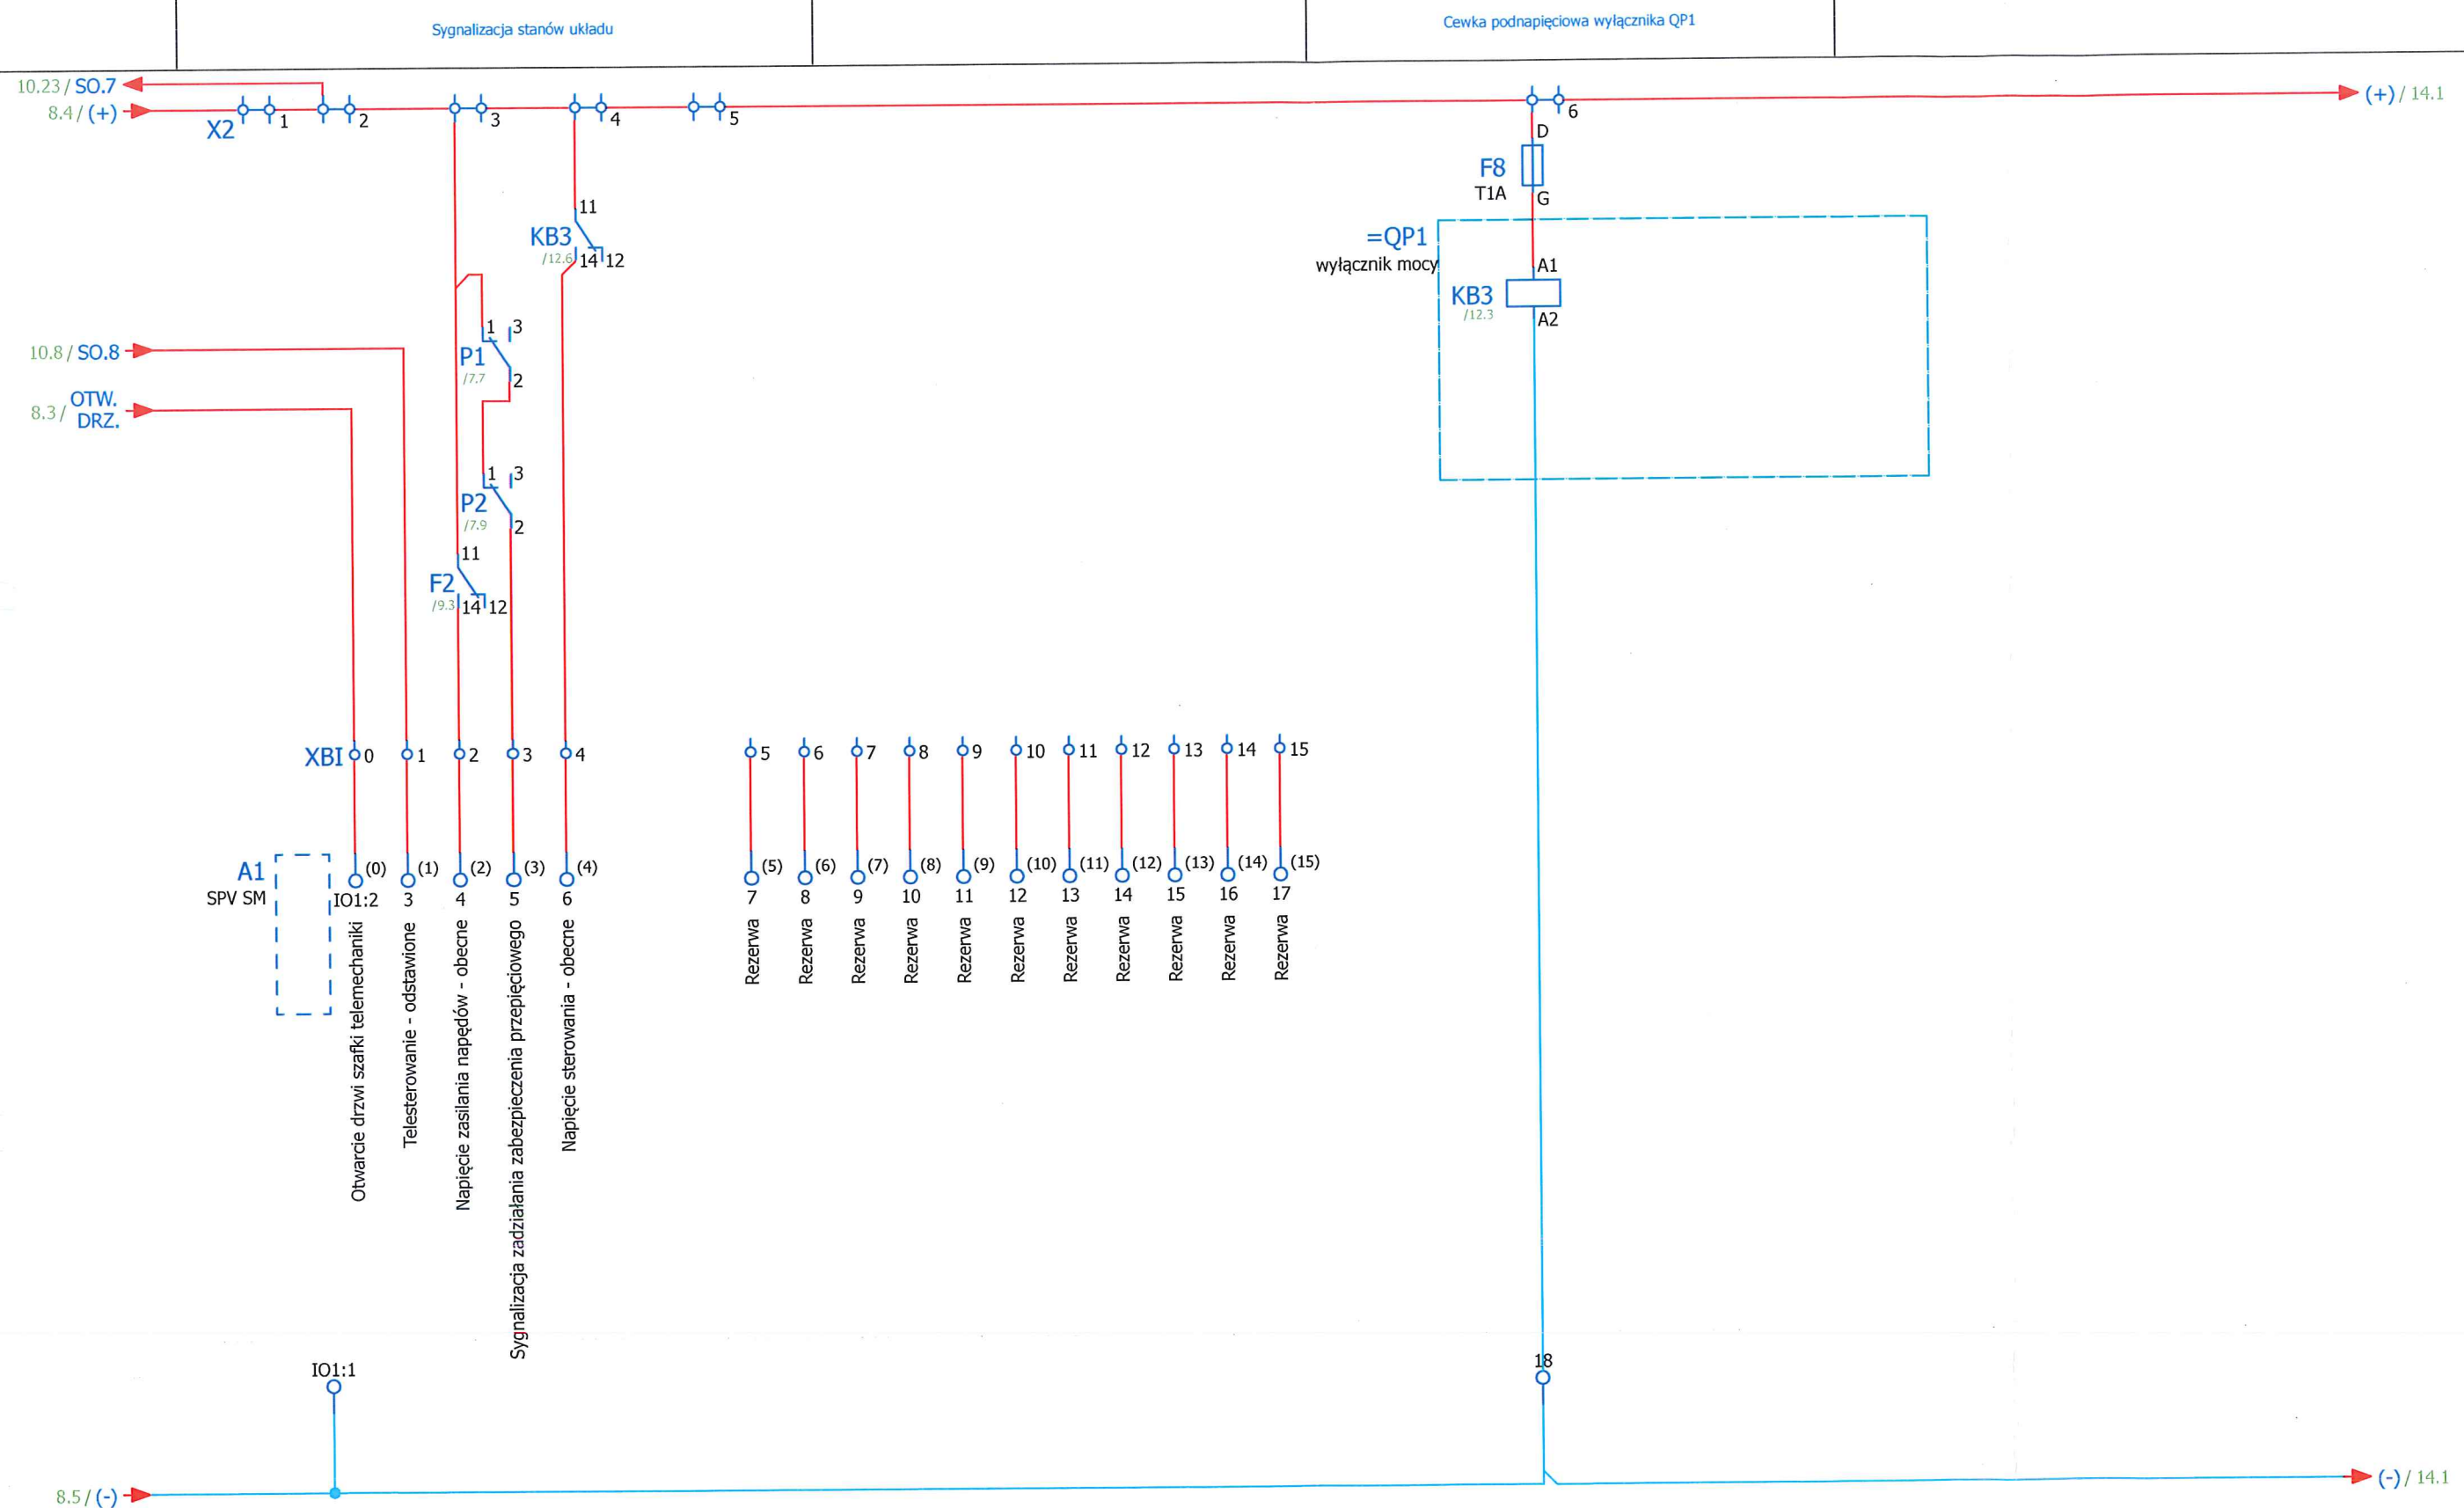 Sygnalizacja stanów układu
Cewka podnapięciowa wyłącznika QP1
10.23 / SO.7
8.4 / (+)
X2
1
2
3
4
5
6
(+) / 14.1
D
F8
T1A
G
=QP1
wyłącznik mocy
A1
KB3
/12.3
A2
11
KB3
/12.6
14
12
1
3
P1
/7.7
2
10.8 / SO.8
8.3 / OTW.
DRZ.
1
3
P2
/7.9
2
11
F2
/9.3
14
12
XBI
0
1
2
3
4
5
6
7
8
9
10
11
12
13
14
15
A1
SPV SM
(0)
(1)
(2)
(3)
(4)
(5)
(6)
(7)
(8)
(9)
(10)
(11)
(12)
(13)
(14)
(15)
IO1:2
3
4
5
6
7
8
9
10
11
12
13
14
15
16
17
Otwarcie drzwi szafki telemechaniki
Telesterowanie - odstawione
Napięcie zasilania napędów - obecne
Sygnalizacja zadziałania zabezpieczenia przepięciowego
Napięcie sterowania - obecne
Rezerwa
Rezerwa
Rezerwa
Rezerwa
Rezerwa
Rezerwa
Rezerwa
Rezerwa
Rezerwa
Rezerwa
Rezerwa
IO1:1
18
8.5 / (-)
(-) / 14.1